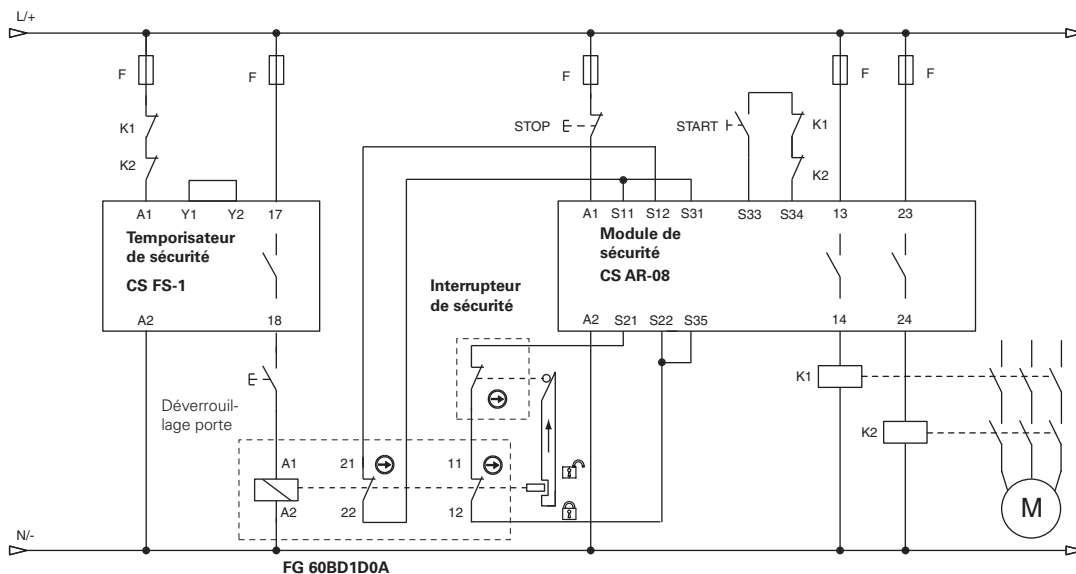 L/+
F
F
F
F
F
K1
K2
STOP
START
K1
K2
A1 Y1 Y2 17
Temporisateur
de sécurité
CS FS-1
A2 18
A1 S11 S12 S31 S33 S34 13 23
Module de
sécurité
CS AR-08
A2 S21 S22 S35 14 24
Interrupteur
de sécurité
Déverrouil-
lage porte
K1
K2
A1
A2
21
22
11
12
M
N/-
FG 60BD1D0A